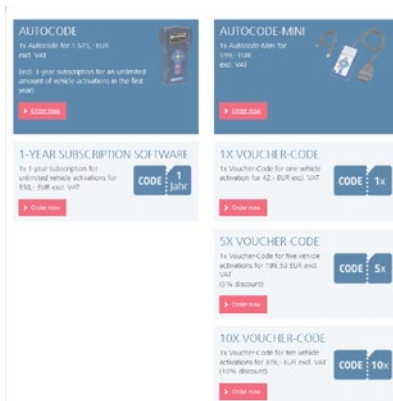 AUTOCODE
1x Autocode for 1.575,- EUR
excl. VAT
(incl. 1-year subscription for an unlimited
amount of vehicle activations in the first
year)
Order now
AUTOCODE-MINI
1x Autocode-Mini for
599,- EUR
excl. VAT
Order now
1-YEAR SUBSCRIPTION SOFTWARE
1x 1-year subscription for
unlimited vehicle activations for
550,- EUR excl. VAT
CODE 1
Jahr
Order now
1X VOUCHER-CODE
1x Voucher-Code for one vehicle
activation for 42,- EUR excl. VAT
CODE 1x
Order now
5X VOUCHER-CODE
1x Voucher-Code for five vehicle
activations for 199,50 EUR excl.
VAT
(5% discount)
CODE 5x
Order now
10X VOUCHER-CODE
1x Voucher-Code for ten vehicle
activations for 378,- EUR excl. VAT
(10% discount)
CODE 10x
Order now